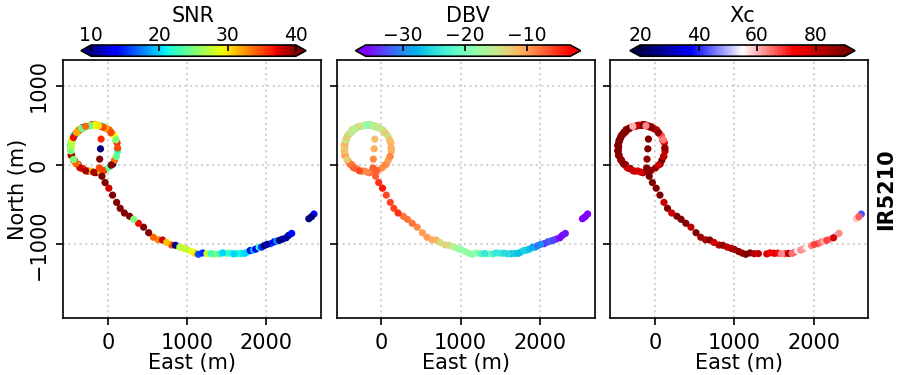 SNR DBV Xc
10 20 30 40 −30 −20 −10 20 40 60 80
1000
0
−1000
North (m)
IR5210
0 1000 2000 0 1000 2000 0 1000 2000
East (m) East (m) East (m)